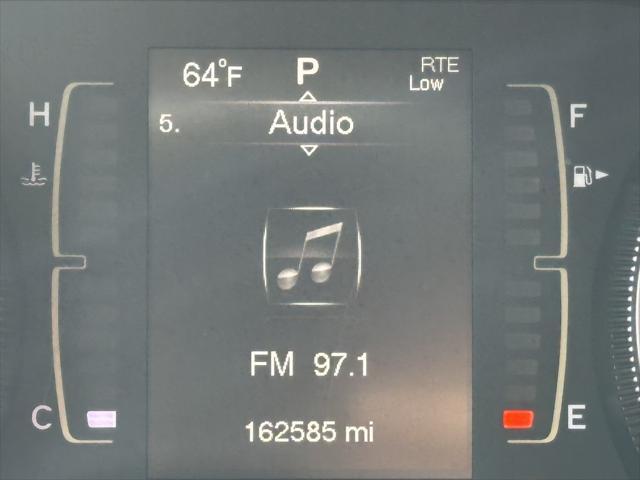 64°F P RTE
Low
5. Audio
H
F
FM 97.1
C
E
162585 mi